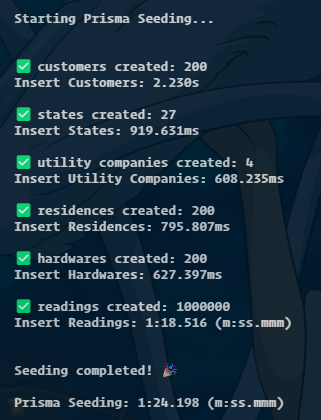 Starting Prisma Seeding...
✅ customers created: 200
Insert Customers: 2.230s
✅ states created: 27
Insert States: 919.631ms
✅ utility companies created: 4
Insert Utility Companies: 608.235ms
✅ residences created: 200
Insert Residences: 795.807ms
✅ hardwares created: 200
Insert Hardwares: 627.397ms
✅ readings created: 1000000
Insert Readings: 1:18.516 (m:ss.mmm)
Seeding completed! 🎉
Prisma Seeding: 1:24.198 (m:ss.mmm)